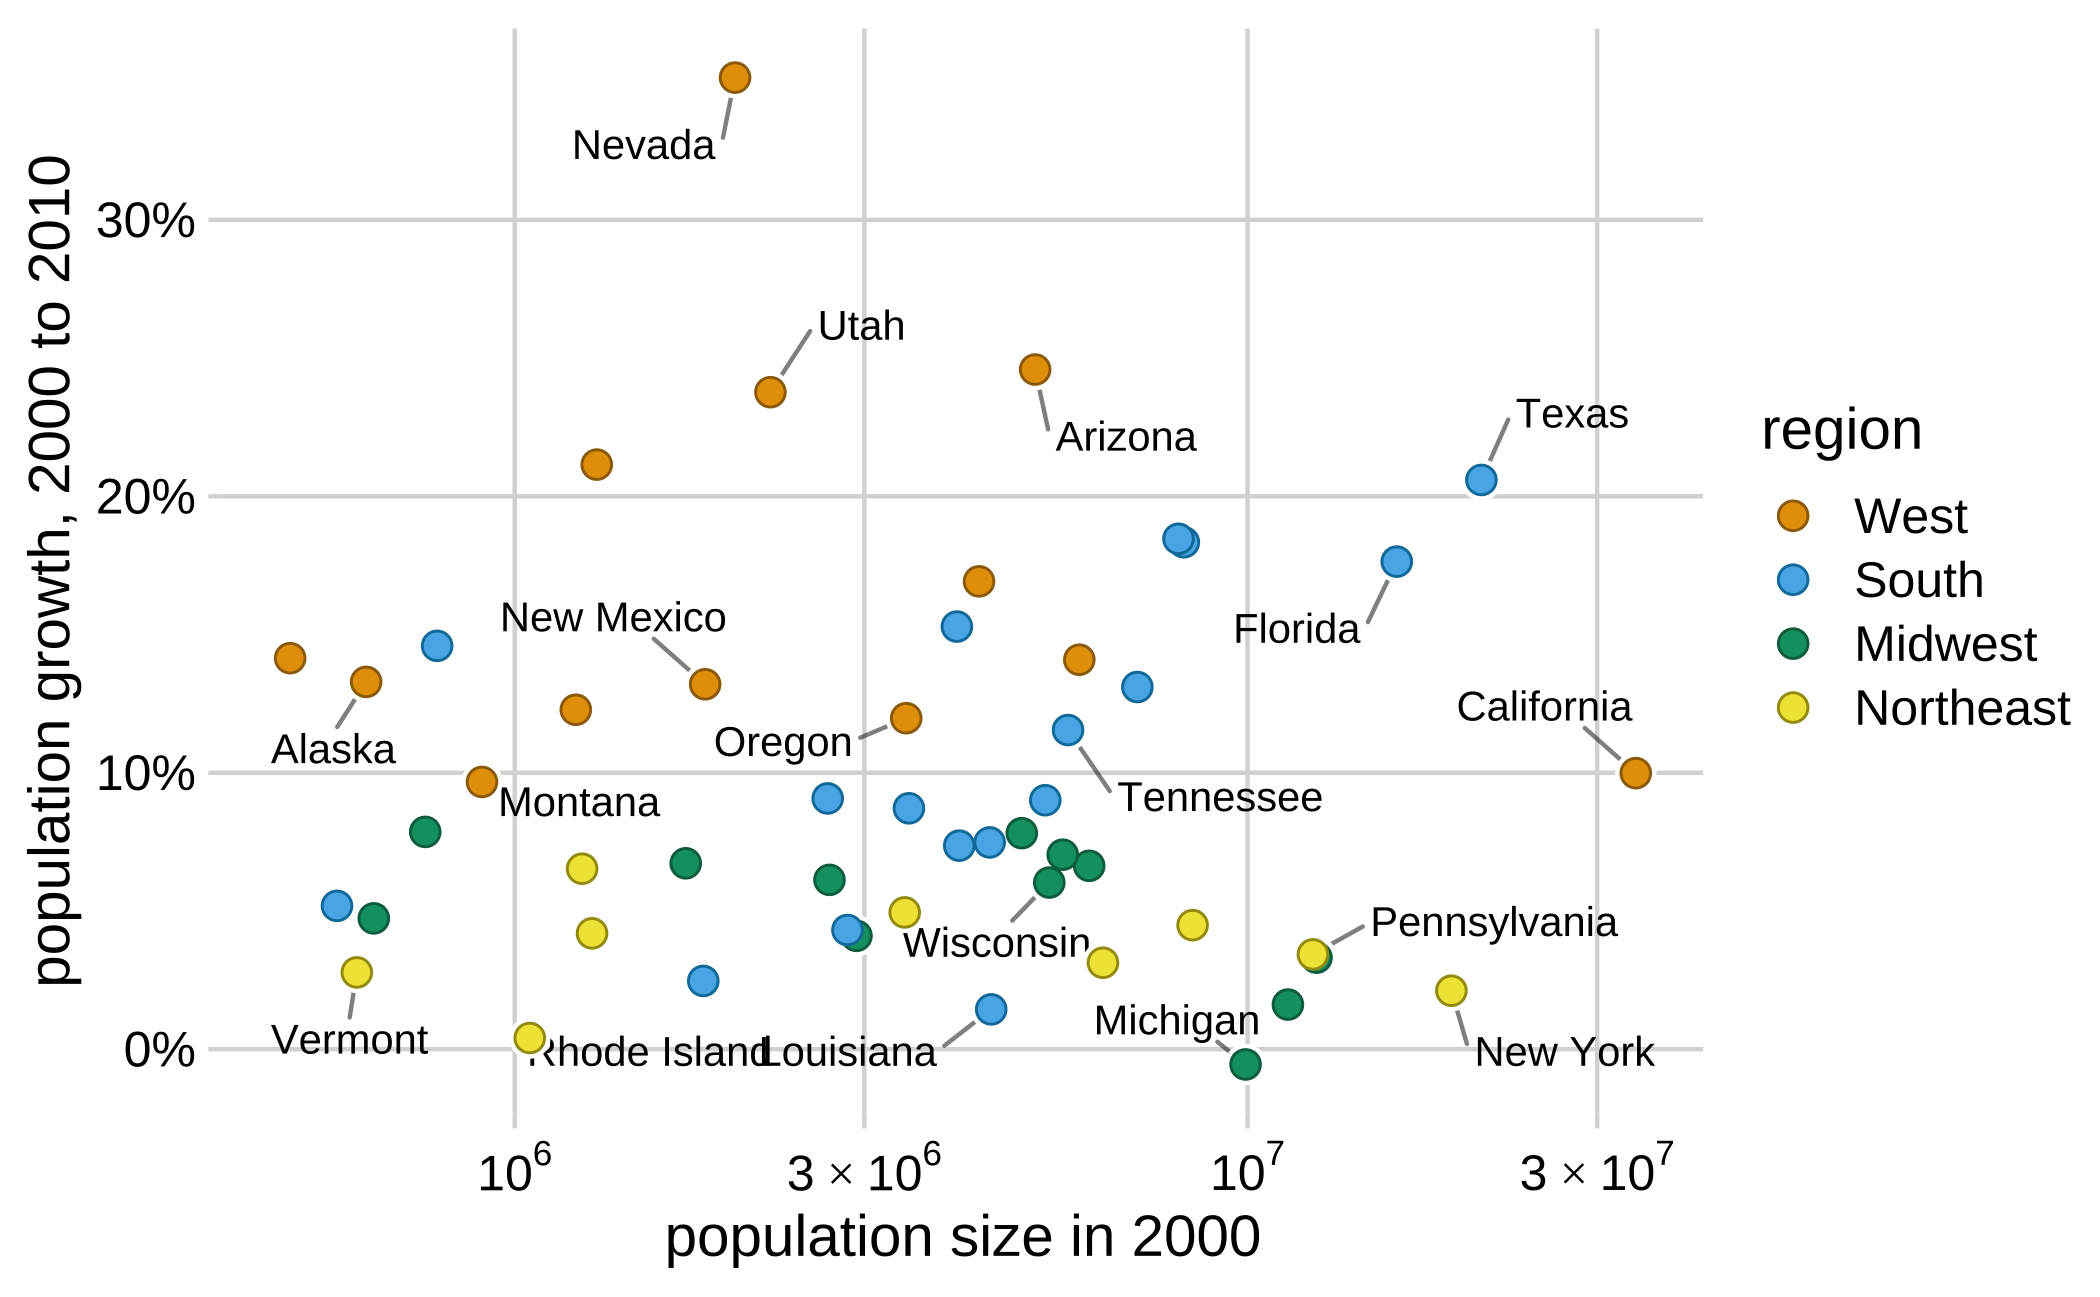 Nevada
30%
Utah
Arizona
Texas
region
20%
West
South
New Mexico
Florida
Midwest
California
Northeast
Oregon
Alaska
10%
Montana
Tennessee
Pennsylvania
Wisconsin
Michigan
Vermont
0%
Rhode Island
Louisiana
New York
10⁶
3 × 10⁶
10⁷
3 × 10⁷
population size in 2000
population growth, 2000 to 2010